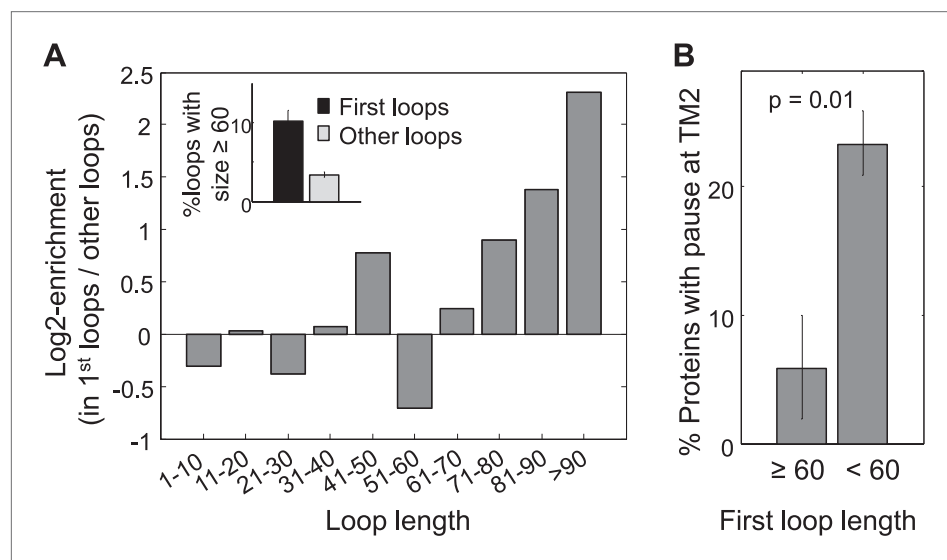 A
Log2-enrichment
(in 1st loops / other loops)
2.5
2
1.5
1
0.5
0
-0.5
-1
%loops with
size ≥ 60
10
0
First loops
Other loops
1-10
11-20
21-30
31-40
41-50
51-60
61-70
71-80
81-90
>90
Loop length
B
% Proteins with pause at TM2
20
10
0
p = 0.01
≥ 60
< 60
First loop length